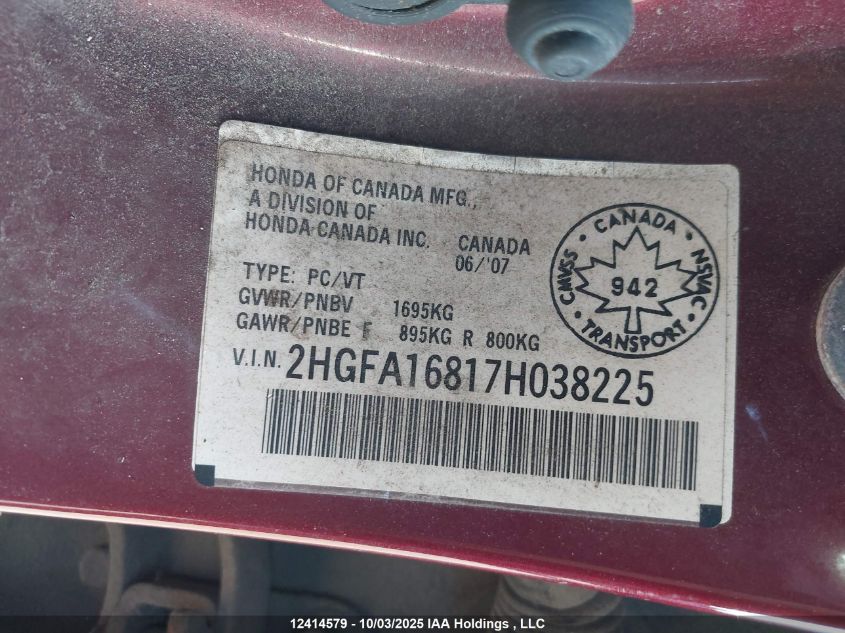 HONDA OF CANADA MFG.,
A DIVISION OF
HONDA CANADA INC. CANADA
06/'07
TYPE: PC/VT
GVWR/PNBV 1695KG
GAWR/PNBE F 895KG R 800KG
V.I.N. 2HGFA16817H038225
CANADA
CMVSS 942 NSVAC
TRANSPORT
12414579 - 10/03/2025 IAA Holdings , LLC